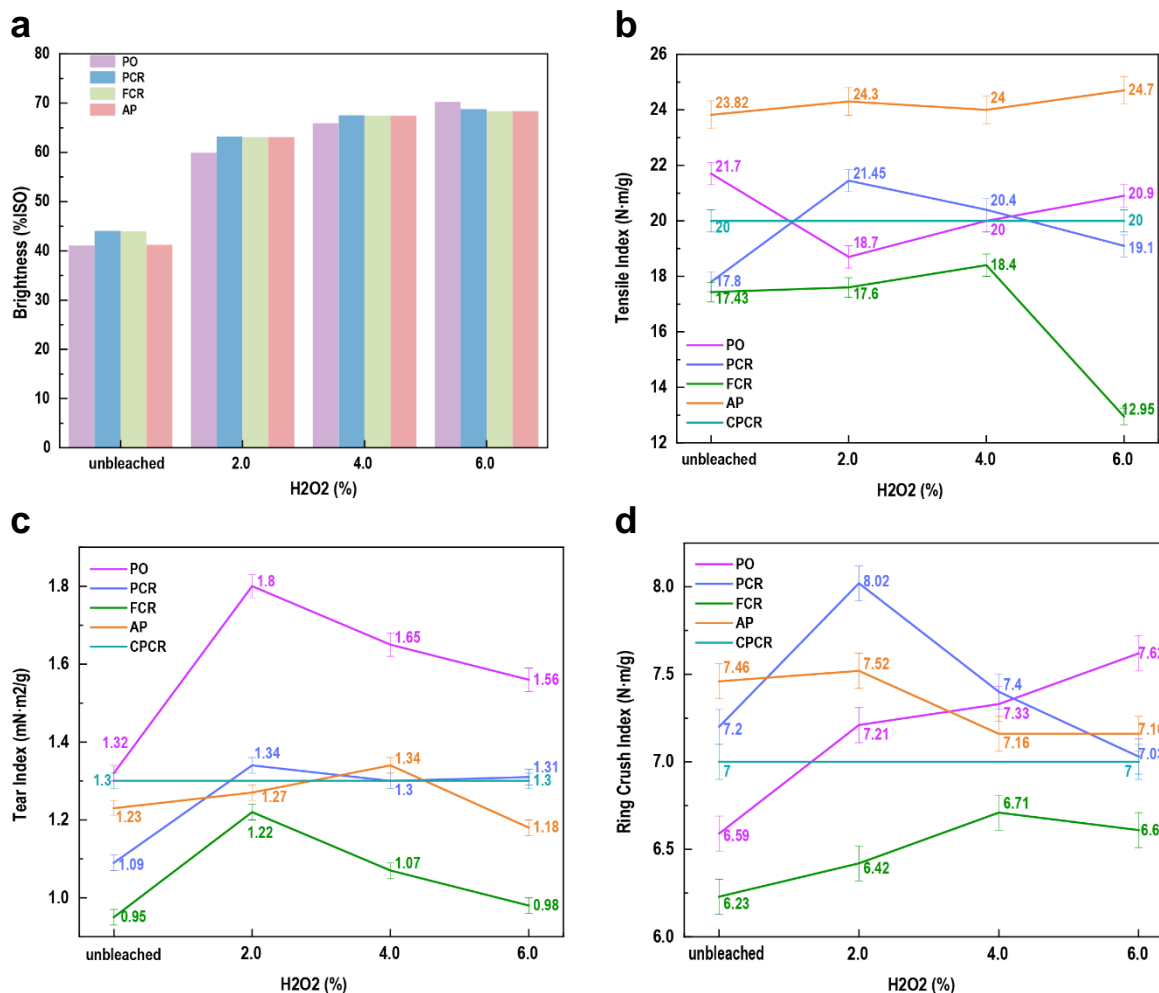 a
80
70
60
50
40
30
20
10
0
Brightness (%ISO)
PO
PCR
FCR
AP
unbleached 2.0 4.0 6.0
H2O2 (%)
b
26
24
22
20
18
16
14
12
Tensile Index (N·m/g)
23.82 24.3 24 24.7
21.7 18.7 20 20.9
17.8 21.45 20.4 19.1
20 20
17.43 17.6 18.4 12.95
PO
PCR
FCR
AP
CPCR
unbleached 2.0 4.0 6.0
H2O2 (%)
c
1.8
1.6
1.4
1.2
1.0
Tear Index (mN·m2/g)
PO
PCR
FCR
AP
CPCR
1.32 1.8 1.65 1.56
1.3 1.3
1.09 1.34 1.3 1.31
1.23 1.27 1.34 1.18
0.95 1.22 1.07 0.98
unbleached 2.0 4.0 6.0
H2O2 (%)
d
8.0
7.5
7.0
6.5
6.0
Ring Crush Index (N·m/g)
PO
PCR
FCR
AP
CPCR
7.2 8.02 7.4 7.03
7.46 7.52 7.16
6.59 7.21 7.33
7 7
6.23 6.42 6.71
unbleached 2.0 4.0 6.0
H2O2 (%)